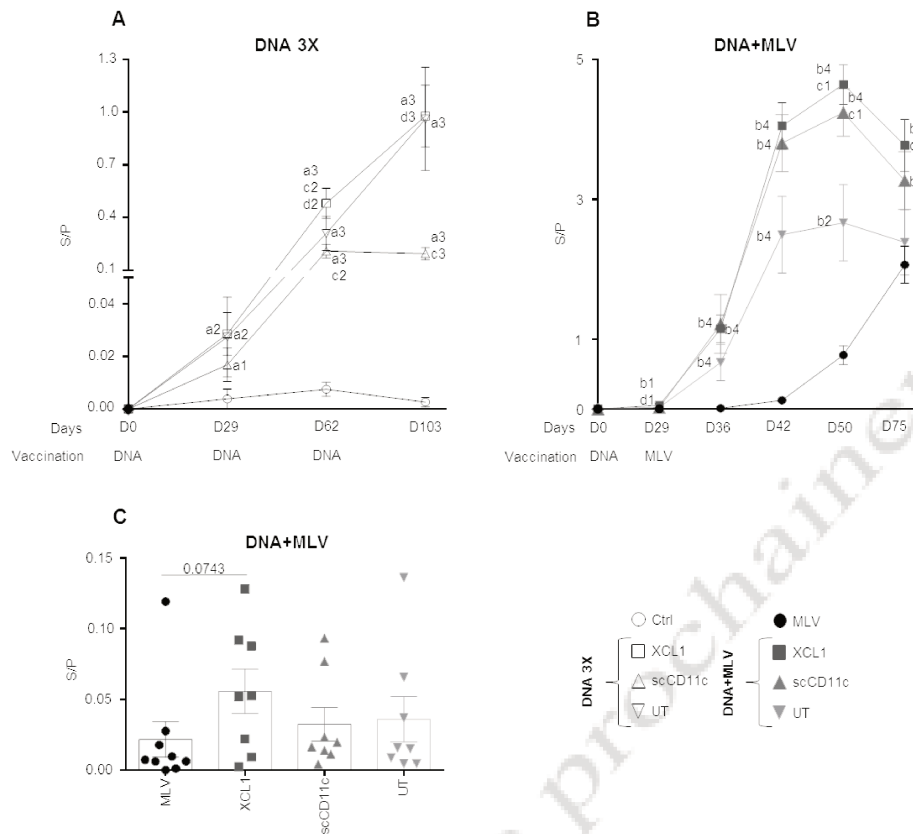 A
DNA 3X
1.3
1.0
0.7
0.4
0.1
0.04
0.02
0.00
S/P
a2
a2
a1
a3
c2
d2
a3
a3
c2
a3
d3
a3
a3
c3
Days D0 D29 D62 D103
Vaccination DNA DNA DNA
B
DNA+MLV
5
3
1
0
S/P
b1
d1
b4
b4
b4
b4
b4
b4
b4
c1
b4
c1
b2
b
Days D0 D29 D36 D42 D50 D75
Vaccination DNA MLV
C
DNA+MLV
0.15
0.10
0.05
0.00
S/P
0.0743
MLV
XCL1
scCD11c
UT
Ctrl
DNA 3X
XCL1
scCD11c
UT
MLV
DNA+MLV
XCL1
scCD11c
UT
prochaine